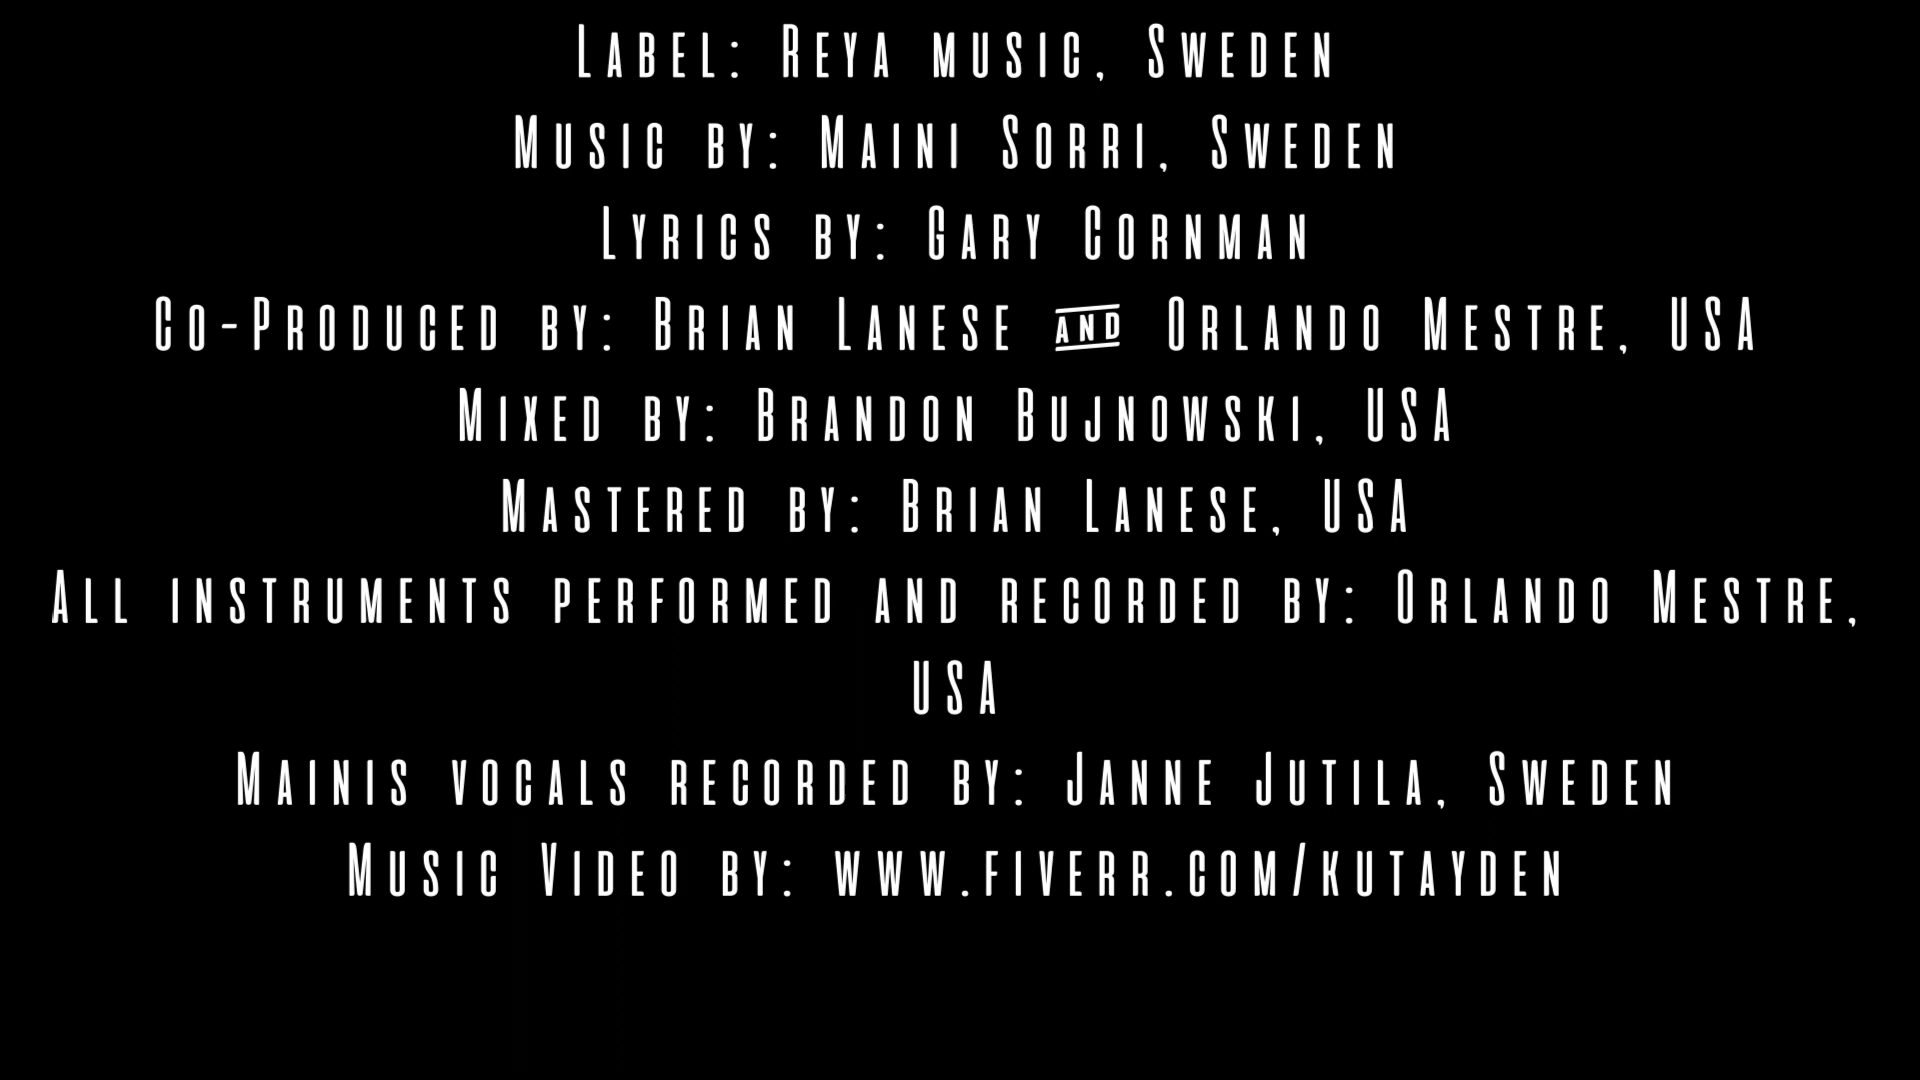 Label: Reya music, Sweden
Music by: Maini Sorri, Sweden
Lyrics by: Gary Cornman
Co-Produced by: Brian Lanese & Orlando Mestre, USA
Mixed by: Brandon Bujnowski, USA
Mastered by: Brian Lanese, USA
All instruments performed and recorded by: Orlando Mestre,
USA
Mainis vocals recorded by: Janne Jutila, Sweden
Music Video by: www.fiverr.com/kutayden